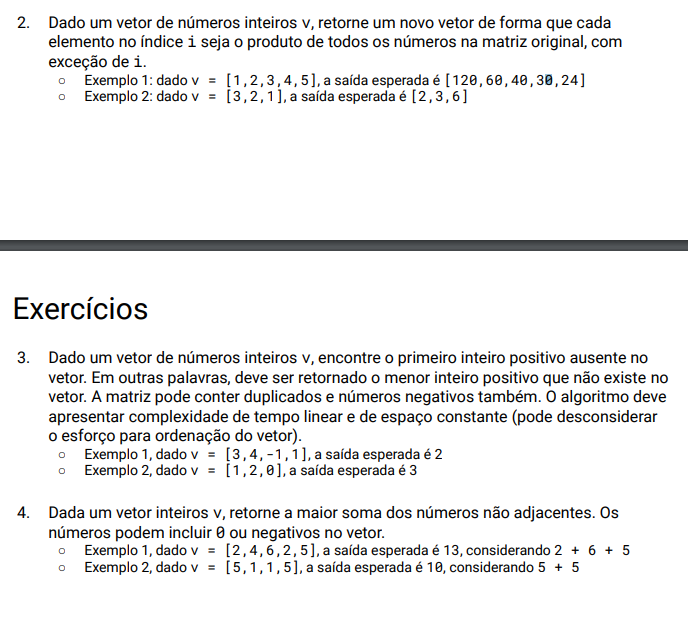 2. Dado um vetor de números inteiros v, retorne um novo vetor de forma que cada
elemento no índice i seja o produto de todos os números na matriz original, com
exceção de i.
○ Exemplo 1: dado v = [1,2,3,4,5], a saída esperada é [120,60,40,30,24]
○ Exemplo 2: dado v = [3,2,1], a saída esperada é [2,3,6]
Exercícios
3. Dado um vetor de números inteiros v, encontre o primeiro inteiro positivo ausente no
vetor. Em outras palavras, deve ser retornado o menor inteiro positivo que não existe no
vetor. A matriz pode conter duplicados e números negativos também. O algoritmo deve
apresentar complexidade de tempo linear e de espaço constante (pode desconsiderar
o esforço para ordenação do vetor).
○ Exemplo 1, dado v = [3,4,-1,1], a saída esperada é 2
○ Exemplo 2, dado v = [1,2,0], a saída esperada é 3
4. Dada um vetor inteiros v, retorne a maior soma dos números não adjacentes. Os
números podem incluir 0 ou negativos no vetor.
○ Exemplo 1, dado v = [2,4,6,2,5], a saída esperada é 13, considerando 2 + 6 + 5
○ Exemplo 2, dado v = [5,1,1,5], a saída esperada é 10, considerando 5 + 5